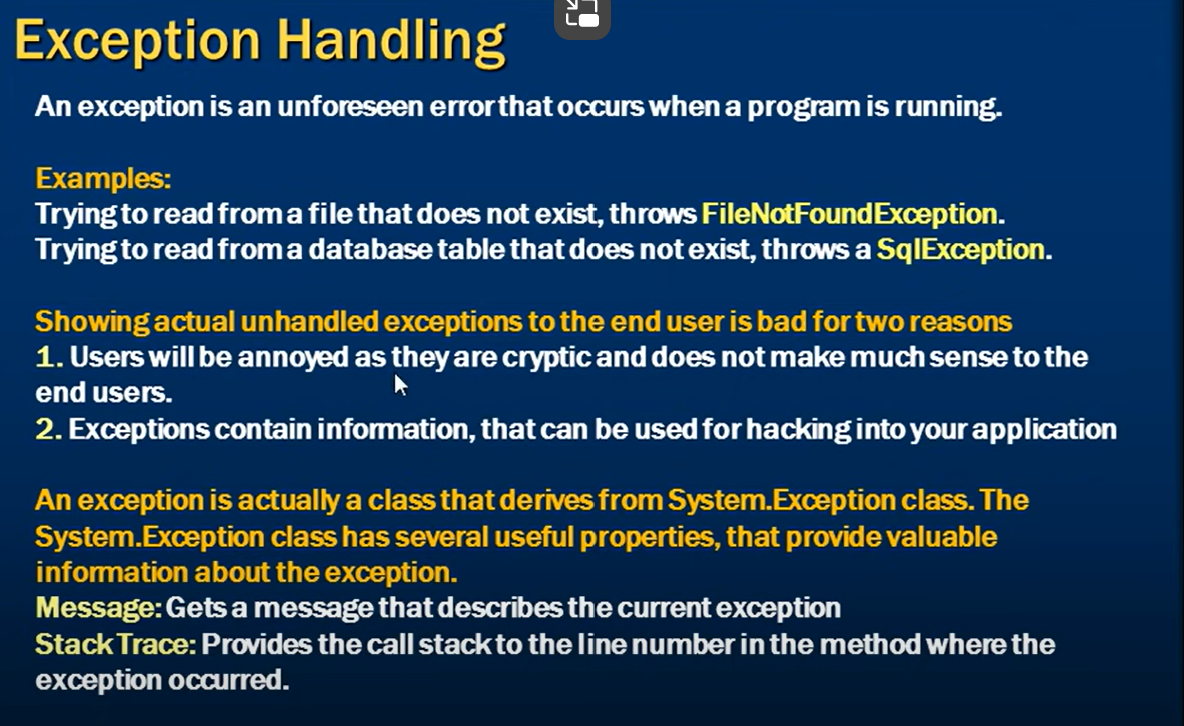 Exception Handling
An exception is an unforeseen error that occurs when a program is running.
Examples:
Trying to read from a file that does not exist, throws FileNotFoundException.
Trying to read from a database table that does not exist, throws a SqlException.
Showing actual unhandled exceptions to the end user is bad for two reasons
1. Users will be annoyed as they are cryptic and does not make much sense to the
end users.
2. Exceptions contain information, that can be used for hacking into your application
An exception is actually a class that derives from System.Exception class. The
System.Exception class has several useful properties, that provide valuable
information about the exception.
Message: Gets a message that describes the current exception
Stack Trace: Provides the call stack to the line number in the method where the
exception occurred.